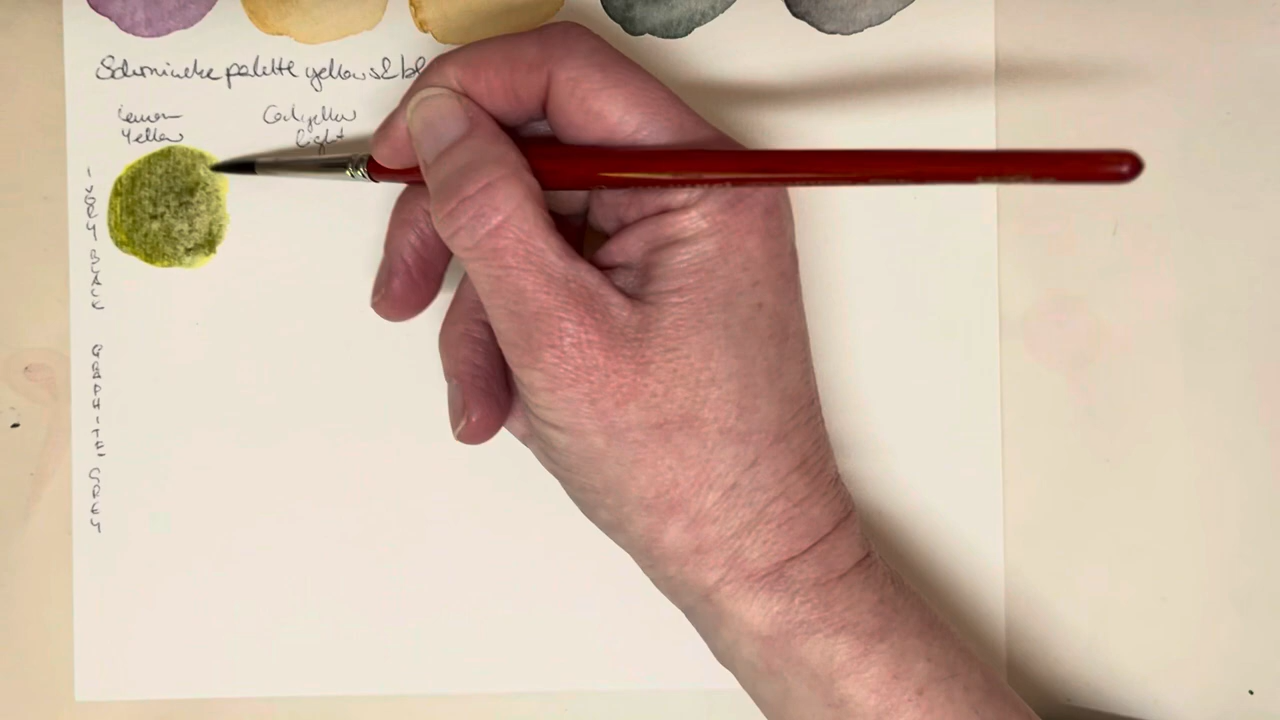 Schmincke palette yellows & bl
Lemon
Yellow
Cad yellow
light
IVORY BLACK
GRAPHITE GREY